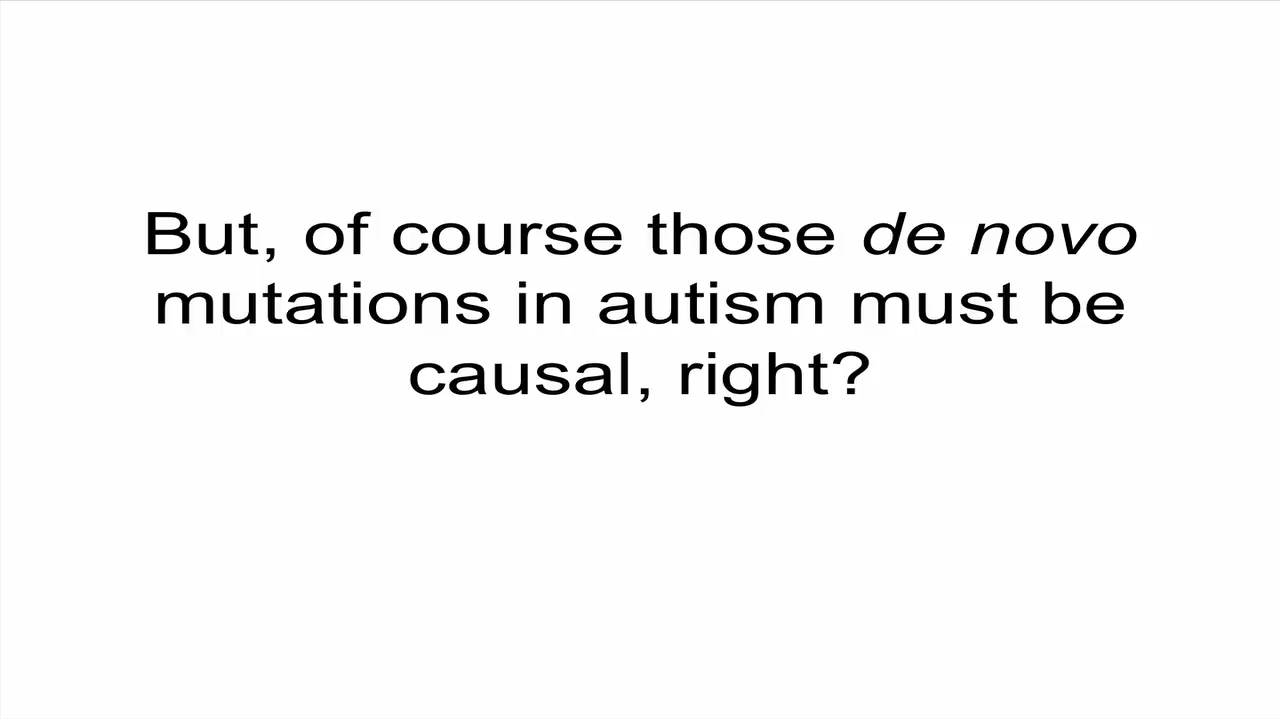 But, of course those de novo
mutations in autism must be
causal, right?